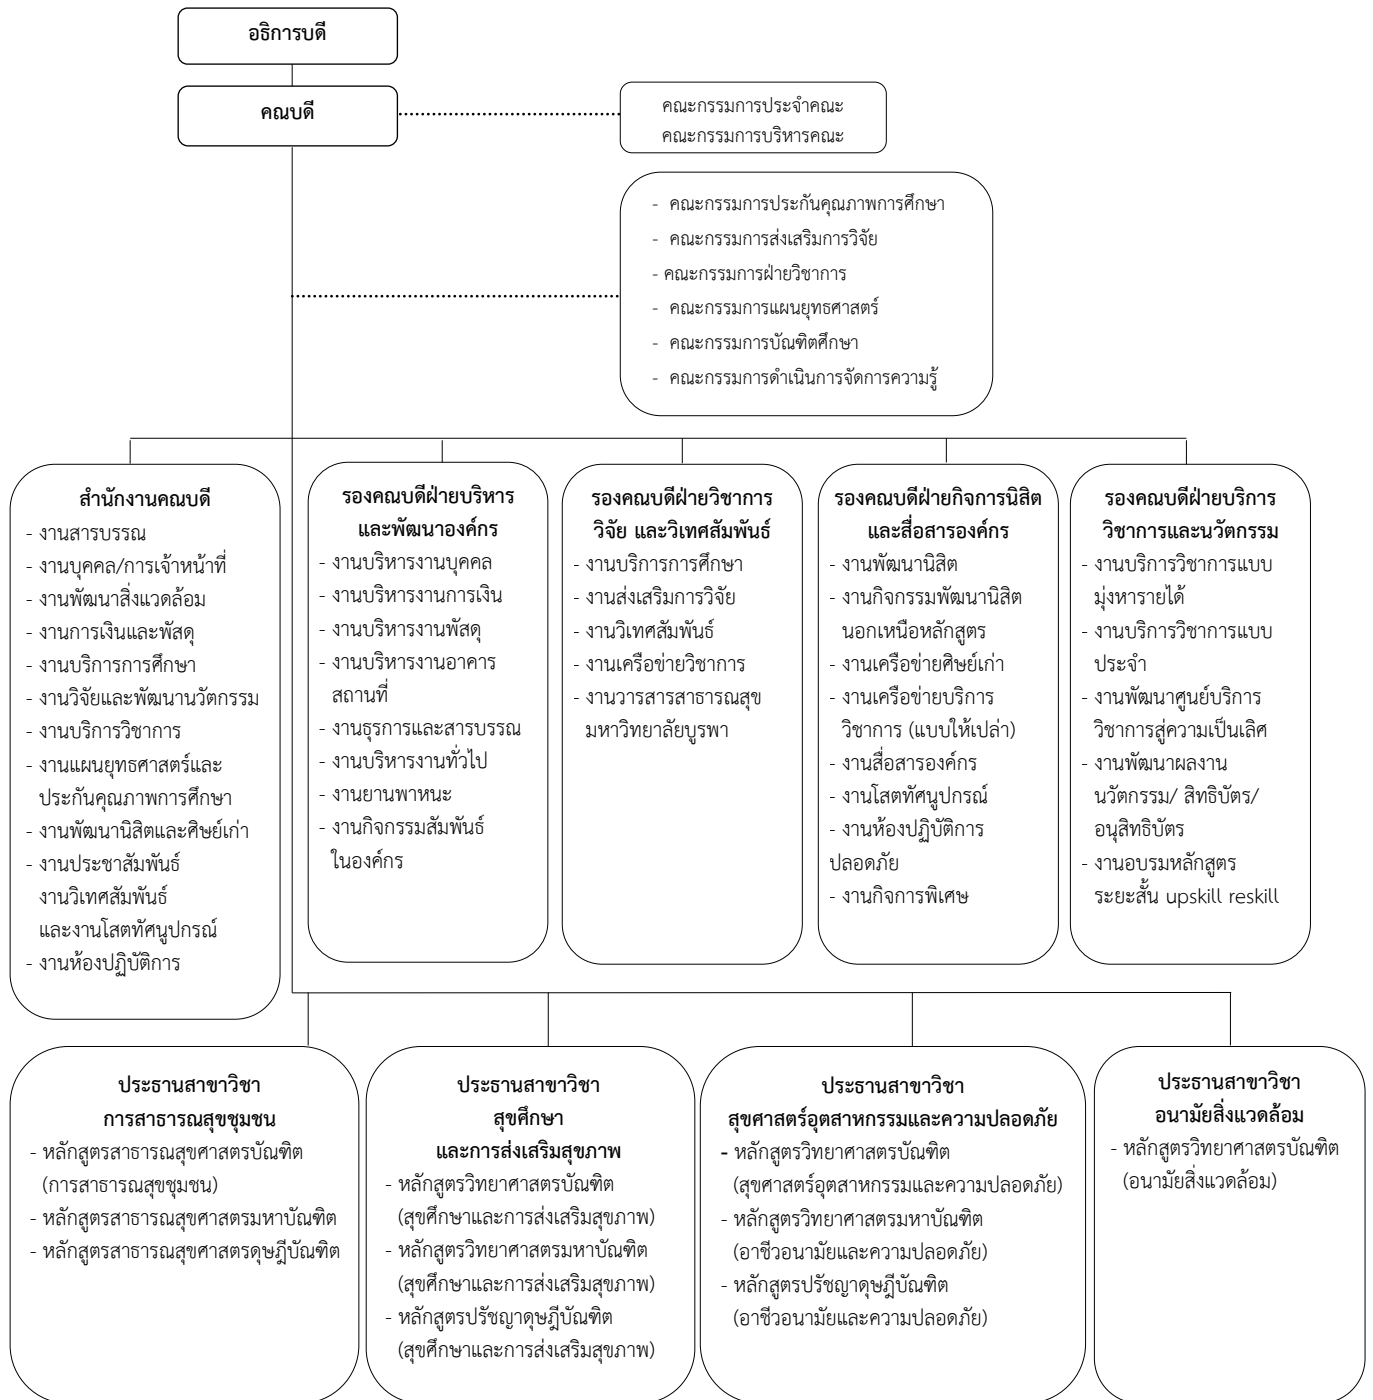 อธิการบดี
คณบดี
คณะกรรมการประจำคณะ
คณะกรรมการบริหารคณะ
- คณะกรรมการประกันคุณภาพการศึกษา
- คณะกรรมการส่งเสริมการวิจัย
- คณะกรรมการฝ่ายวิชาการ
- คณะกรรมการแผนยุทธศาสตร์
- คณะกรรมการบัณฑิตศึกษา
- คณะกรรมการดำเนินการจัดการความรู้
สำนักงานคณบดี
- งานสารบรรณ
- งานบุคคล/การเจ้าหน้าที่
- งานพัฒนาสิ่งแวดล้อม
- งานการเงินและพัสดุ
- งานบริการการศึกษา
- งานวิจัยและพัฒนานวัตกรรม
- งานบริการวิชาการ
- งานแผนยุทธศาสตร์และ
ประกันคุณภาพการศึกษา
- งานพัฒนานิสิตและศิษย์เก่า
- งานประชาสัมพันธ์
งานวิเทศสัมพันธ์
และงานโสตทัศนูปกรณ์
- งานห้องปฏิบัติการ
รองคณบดีฝ่ายบริหาร
และพัฒนาองค์กร
- งานบริหารงานบุคคล
- งานบริหารงานการเงิน
- งานบริหารงานพัสดุ
- งานบริหารงานอาคาร
สถานที่
- งานธุรการและสารบรรณ
- งานบริหารงานทั่วไป
- งานยานพาหนะ
- งานกิจกรรมสัมพันธ์
ในองค์กร
รองคณบดีฝ่ายวิชาการ
วิจัย และวิเทศสัมพันธ์
- งานบริการการศึกษา
- งานส่งเสริมการวิจัย
- งานวิเทศสัมพันธ์
- งานเครือข่ายวิชาการ
- งานวารสารสาธารณสุข
มหาวิทยาลัยบูรพา
รองคณบดีฝ่ายกิจการนิสิต
และสื่อสารองค์กร
- งานพัฒนานิสิต
- งานกิจกรรมพัฒนานิสิต
นอกเหนือหลักสูตร
- งานเครือข่ายศิษย์เก่า
- งานเครือข่ายบริการ
วิชาการ (แบบให้เปล่า)
- งานสื่อสารองค์กร
- งานโสตทัศนูปกรณ์
- งานห้องปฏิบัติการ
ปลอดภัย
- งานกิจการพิเศษ
รองคณบดีฝ่ายบริการ
วิชาการและนวัตกรรม
- งานบริการวิชาการแบบ
มุ่งหารายได้
- งานบริการวิชาการแบบ
ประจำ
- งานพัฒนาศูนย์บริการ
วิชาการสู่ความเป็นเลิศ
- งานพัฒนาผลงาน
นวัตกรรม/ สิทธิบัตร/
อนุสิทธิบัตร
- งานอบรมหลักสูตร
ระยะสั้น upskill reskill
ประธานสาขาวิชา
การสาธารณสุขชุมชน
- หลักสูตรสาธารณสุขศาสตรบัณฑิต
(การสาธารณสุขชุมชน)
- หลักสูตรสาธารณสุขศาสตรมหาบัณฑิต
- หลักสูตรสาธารณสุขศาสตรดุษฎีบัณฑิต
ประธานสาขาวิชา
สุขศึกษา
และการส่งเสริมสุขภาพ
- หลักสูตรวิทยาศาสตรบัณฑิต
(สุขศึกษาและการส่งเสริมสุขภาพ)
- หลักสูตรวิทยาศาสตรมหาบัณฑิต
(สุขศึกษาและการส่งเสริมสุขภาพ)
- หลักสูตรปรัชญาดุษฎีบัณฑิต
(สุขศึกษาและการส่งเสริมสุขภาพ)
ประธานสาขาวิชา
สุขศาสตร์อุตสาหกรรมและความปลอดภัย
- หลักสูตรวิทยาศาสตรบัณฑิต
(สุขศาสตร์อุตสาหกรรมและความปลอดภัย)
- หลักสูตรวิทยาศาสตรมหาบัณฑิต
(อาชีวอนามัยและความปลอดภัย)
- หลักสูตรปรัชญาดุษฎีบัณฑิต
(อาชีวอนามัยและความปลอดภัย)
ประธานสาขาวิชา
อนามัยสิ่งแวดล้อม
- หลักสูตรวิทยาศาสตรบัณฑิต
(อนามัยสิ่งแวดล้อม)